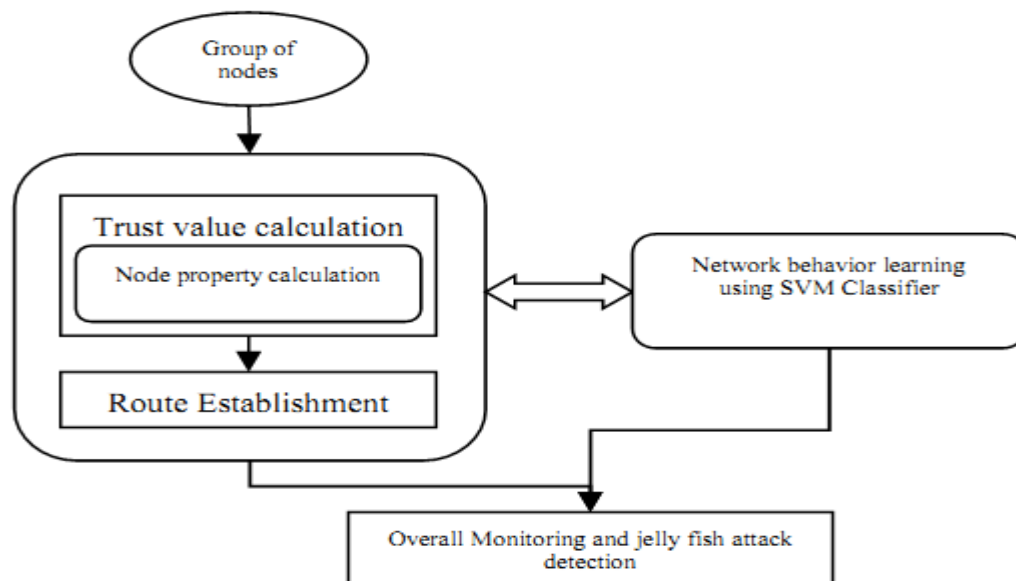 Group of
nodes
Trust value calculation
Node property calculation
Network behavior learning
using SVM Classifier
Route Establishment
Overall Monitoring and jelly fish attack
detection